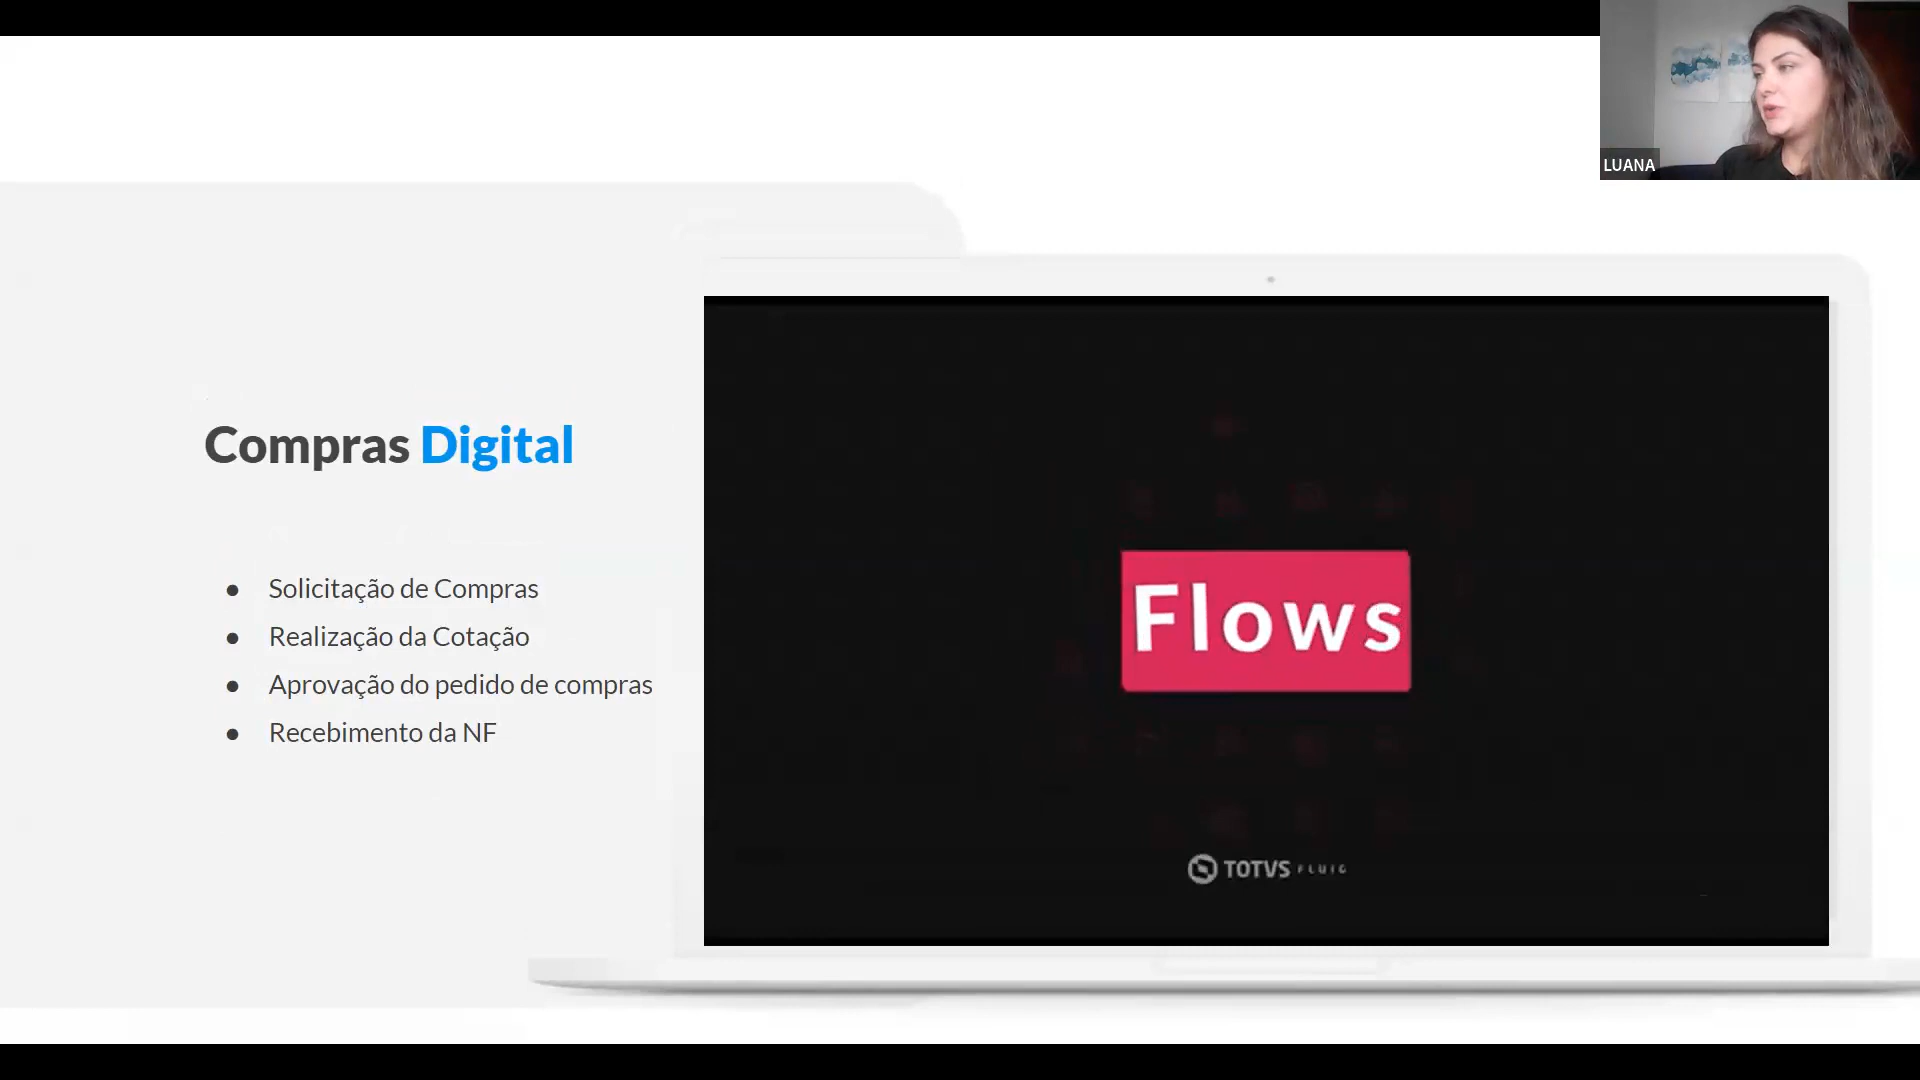 LUANA
Compras Digital
● Solicitação de Compras
● Realização da Cotação
● Aprovação do pedido de compras
● Recebimento da NF
Flows
TOTVS FLUIG